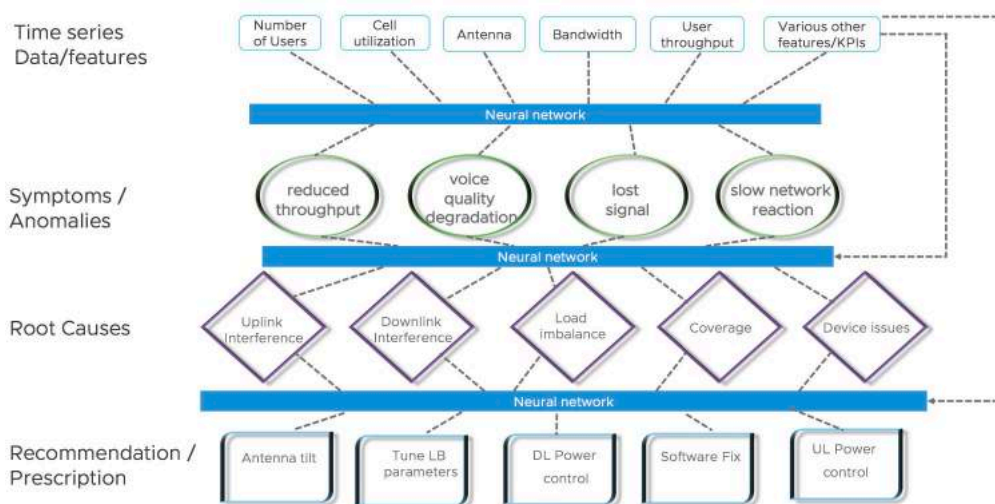 Time series
Data/features
Number
of Users
Cell
utilization
Antenna
Bandwidth
User
throughput
Various other
features/KPIs
Neural network
Symptoms /
Anomalies
reduced
throughput
voice
quality
degradation
lost
signal
slow network
reaction
Neural network
Root Causes
Uplink
Interference
Downlink
Interference
Load
imbalance
Coverage
Device issues
Neural network
Recommendation /
Prescription
Antenna tilt
Tune LB
parameters
DL Power
control
Software Fix
UL Power
control